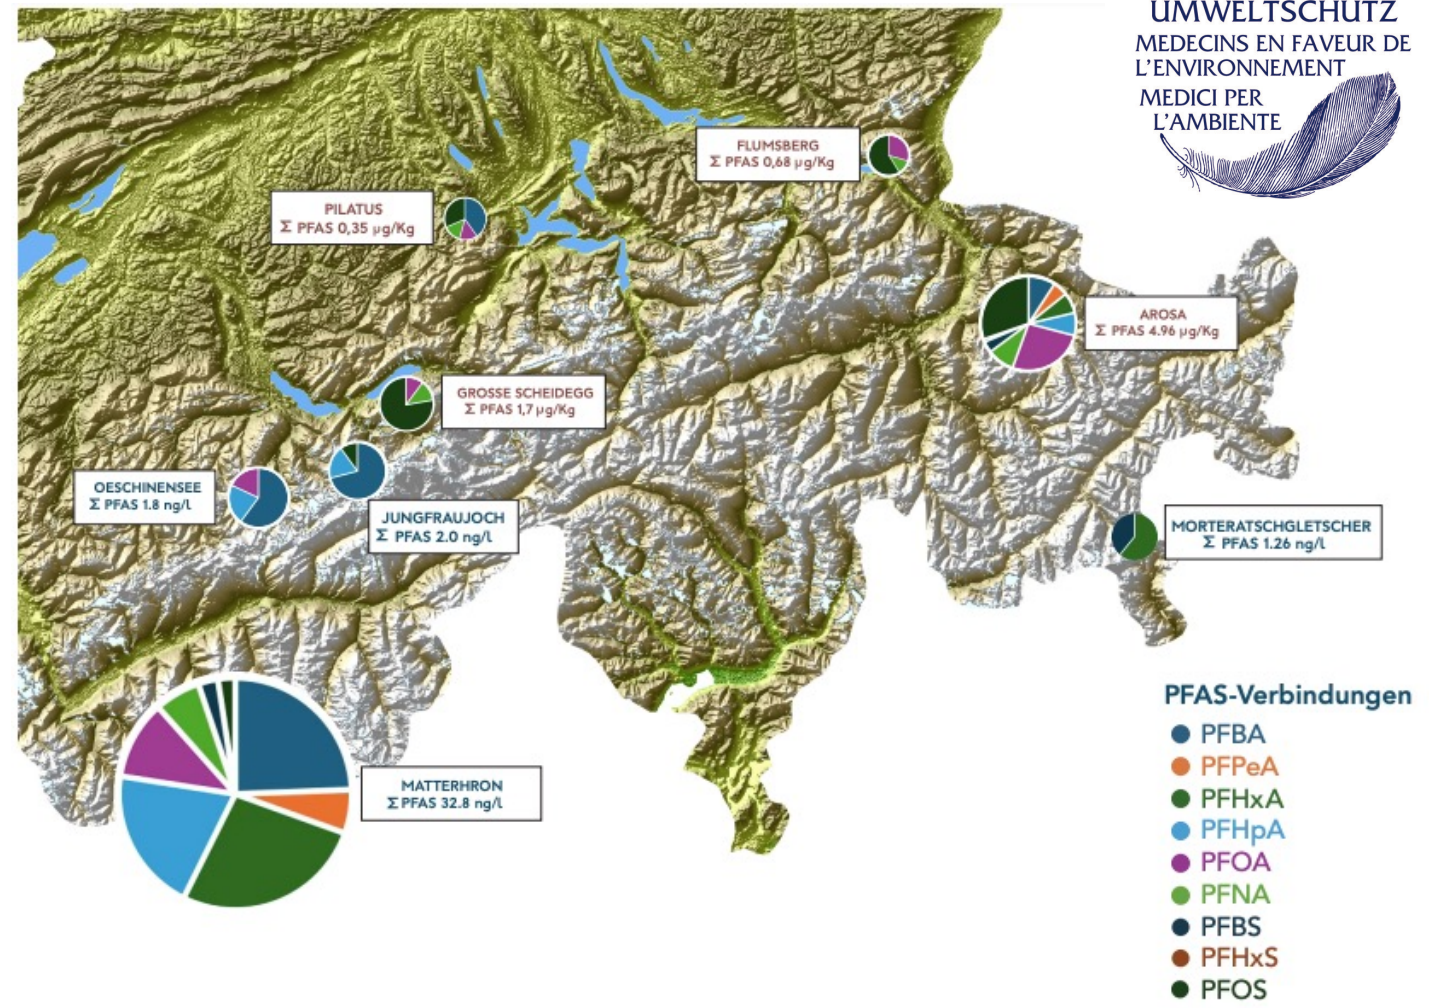 UMWELTSCHUTZ
MEDECINS EN FAVEUR DE
L'ENVIRONNEMENT
MEDICI PER
L'AMBIENTE
FLUMSBERG
Σ PFAS 0,68 µg/Kg
PILATUS
Σ PFAS 0,35 µg/Kg
AROSA
Σ PFAS 4.96 µg/Kg
GROSSE SCHEIDEGG
Σ PFAS 1,7 µg/Kg
OESCHINENSEE
Σ PFAS 1.8 ng/l
JUNGFRAUJOCH
Σ PFAS 2.0 ng/l
MORTERATSCHGLETSCHER
Σ PFAS 1.26 ng/l
MATTERHRON
Σ PFAS 32.8 ng/l
PFAS-Verbindungen
PFBA
PFPeA
PFHxA
PFHpA
PFOA
PFNA
PFBS
PFHxS
PFOS